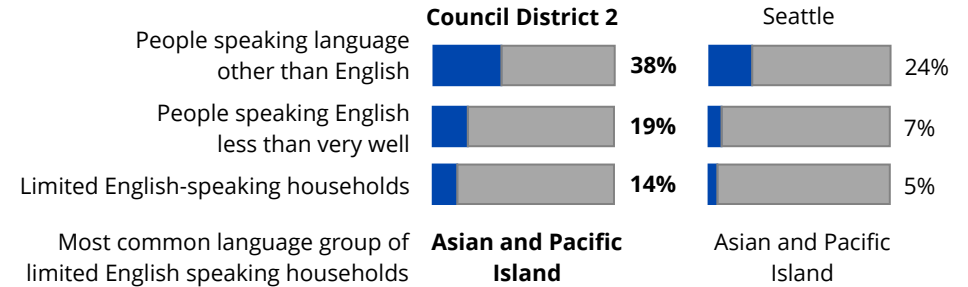 Council District 2
Seattle
People speaking language
other than English
38%
24%
People speaking English
less than very well
19%
7%
Limited English-speaking households
14%
5%
Most common language group of
limited English speaking households
Asian and Pacific
Island
Asian and Pacific
Island